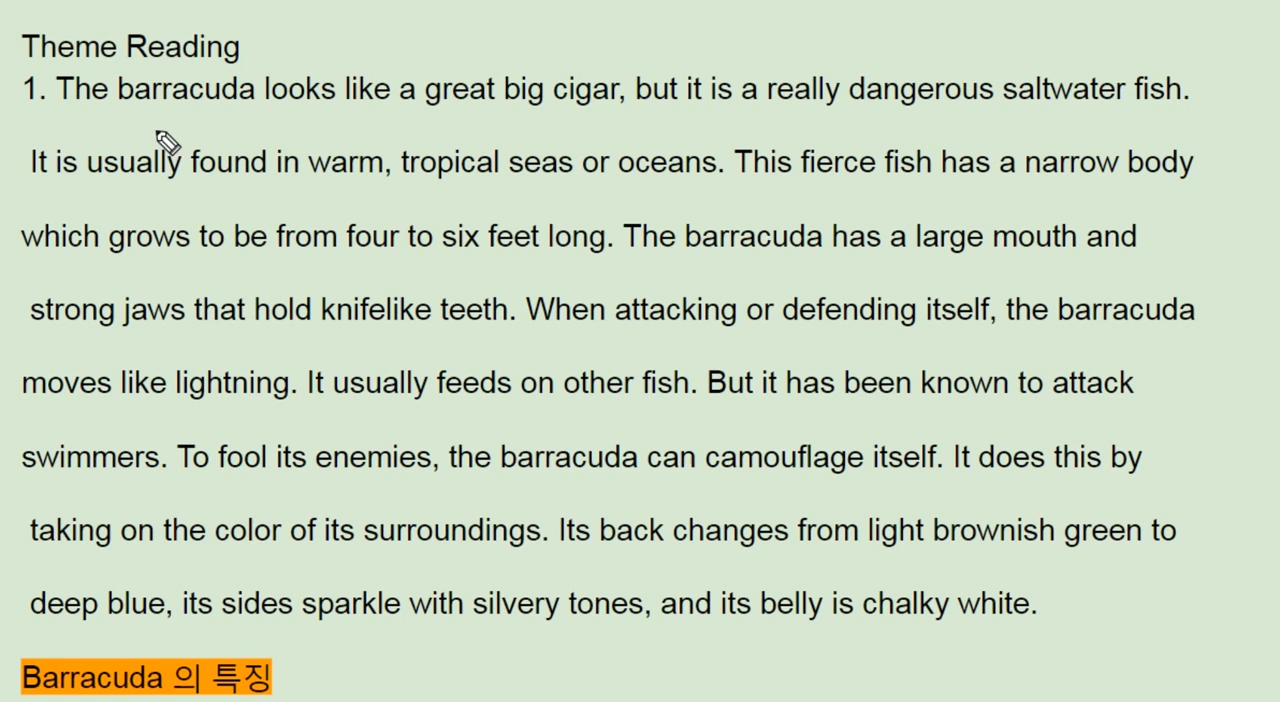 Theme Reading
1. The barracuda looks like a great big cigar, but it is a really dangerous saltwater fish.
It is usually found in warm, tropical seas or oceans. This fierce fish has a narrow body
which grows to be from four to six feet long. The barracuda has a large mouth and
strong jaws that hold knifelike teeth. When attacking or defending itself, the barracuda
moves like lightning. It usually feeds on other fish. But it has been known to attack
swimmers. To fool its enemies, the barracuda can camouflage itself. It does this by
taking on the color of its surroundings. Its back changes from light brownish green to
deep blue, its sides sparkle with silvery tones, and its belly is chalky white.
Barracuda 의 특징